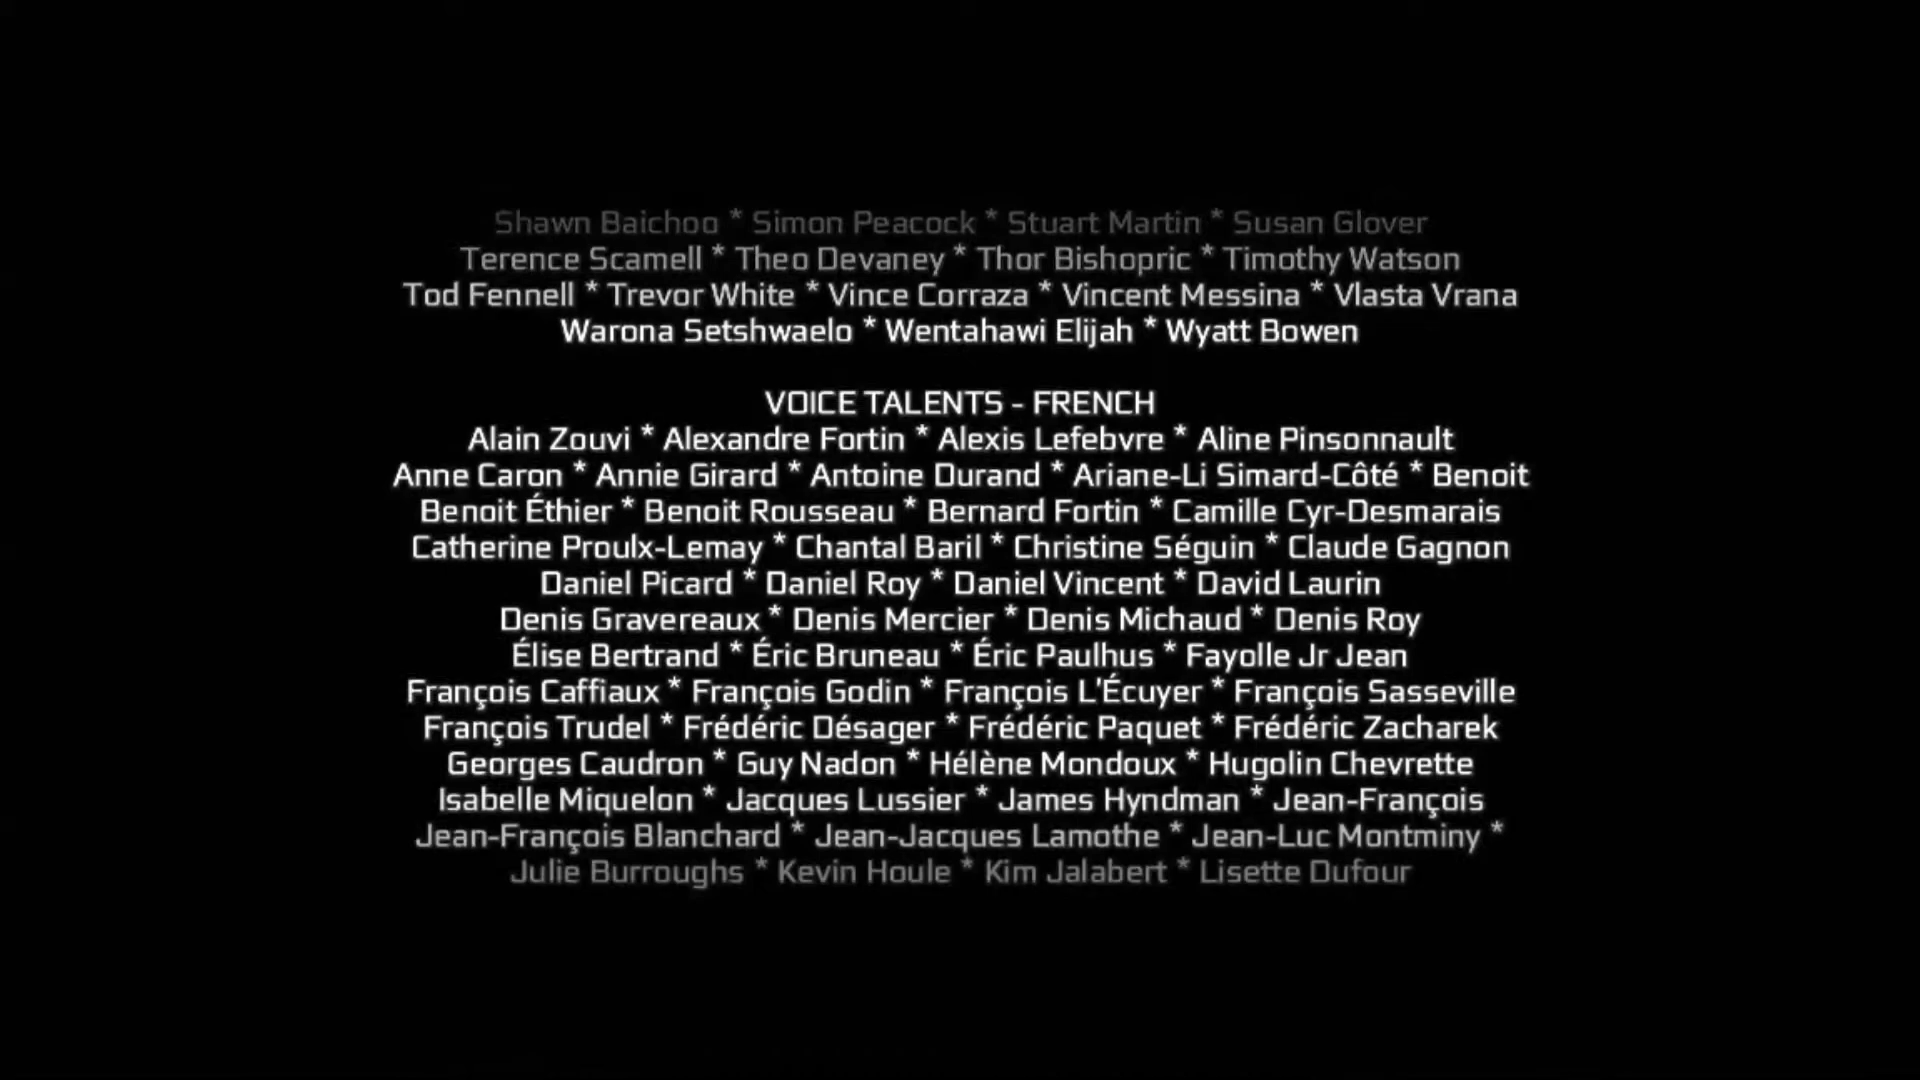 Shawn Baichoo * Simon Peacock * Stuart Martin * Susan Glover
Terence Scamell * Theo Devaney * Thor Bishopric * Timothy Watson
Tod Fennell * Trevor White * Vince Corraza * Vincent Messina * Vlasta Vrana
Warona Setshwaelo * Wentahawi Elijah * Wyatt Bowen
VOICE TALENTS - FRENCH
Alain Zouvi * Alexandre Fortin * Alexis Lefebvre * Aline Pinsonnault
Anne Caron * Annie Girard * Antoine Durand * Ariane-Li Simard-Côté * Benoit
Benoit Éthier * Benoit Rousseau * Bernard Fortin * Camille Cyr-Desmarais
Catherine Proulx-Lemay * Chantal Baril * Christine Séguin * Claude Gagnon
Daniel Picard * Daniel Roy * Daniel Vincent * David Laurin
Denis Gravereaux * Denis Mercier * Denis Michaud * Denis Roy
Élise Bertrand * Éric Bruneau * Éric Paulhus * Fayolle Jr Jean
François Caffiaux * François Godin * François L'Écuyer * François Sasseville
François Trudel * Frédéric Désager * Frédéric Paquet * Frédéric Zacharek
Georges Caudron * Guy Nadon * Hélène Mondoux * Hugolin Chevrette
Isabelle Miquelon * Jacques Lussier * James Hyndman * Jean-François
Jean-François Blanchard * Jean-Jacques Lamothe * Jean-Luc Montminy *
Julie Burroughs * Kevin Houle * Kim Jalabert * Lisette Dufour